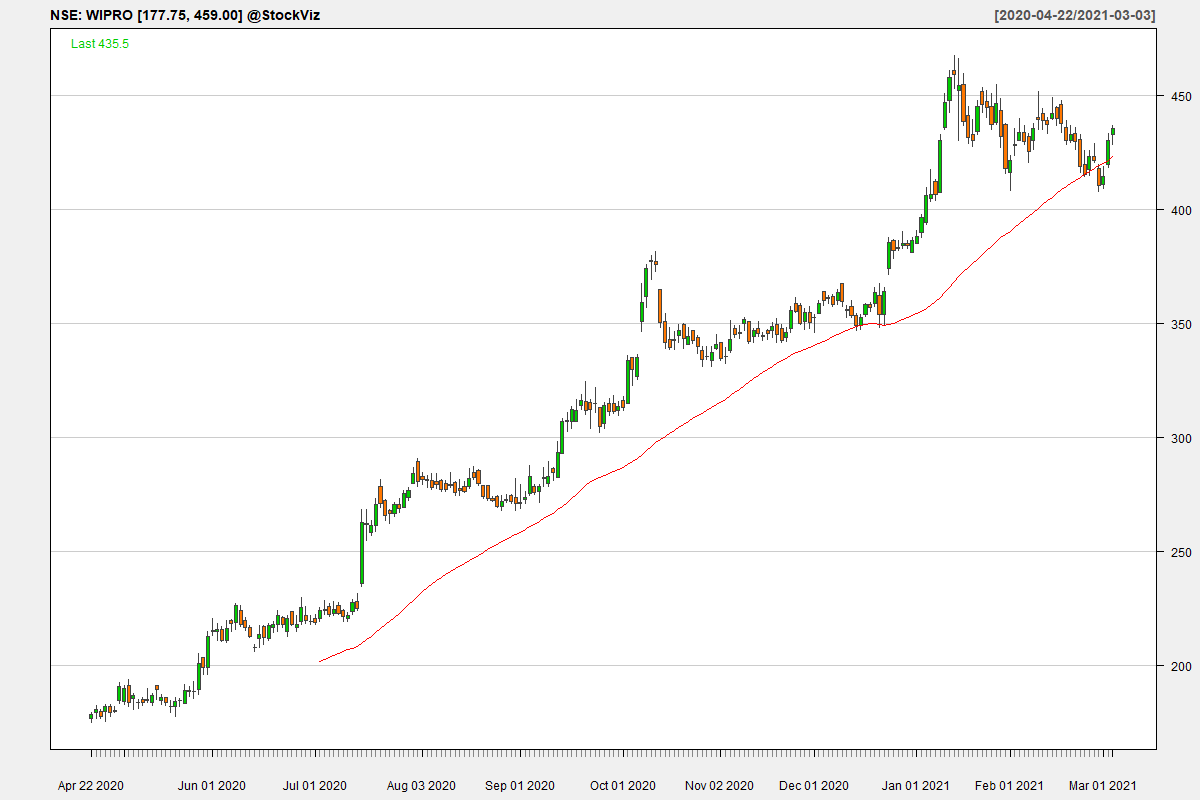 NSE: WIPRO [177.75, 459.00] @StockViz
[2020-04-22/2021-03-03]
Last 435.5
450
400
350
300
250
200
Apr 22 2020
Jun 01 2020
Jul 01 2020
Aug 03 2020
Sep 01 2020
Oct 01 2020
Nov 02 2020
Dec 01 2020
Jan 01 2021
Feb 01 2021
Mar 01 2021